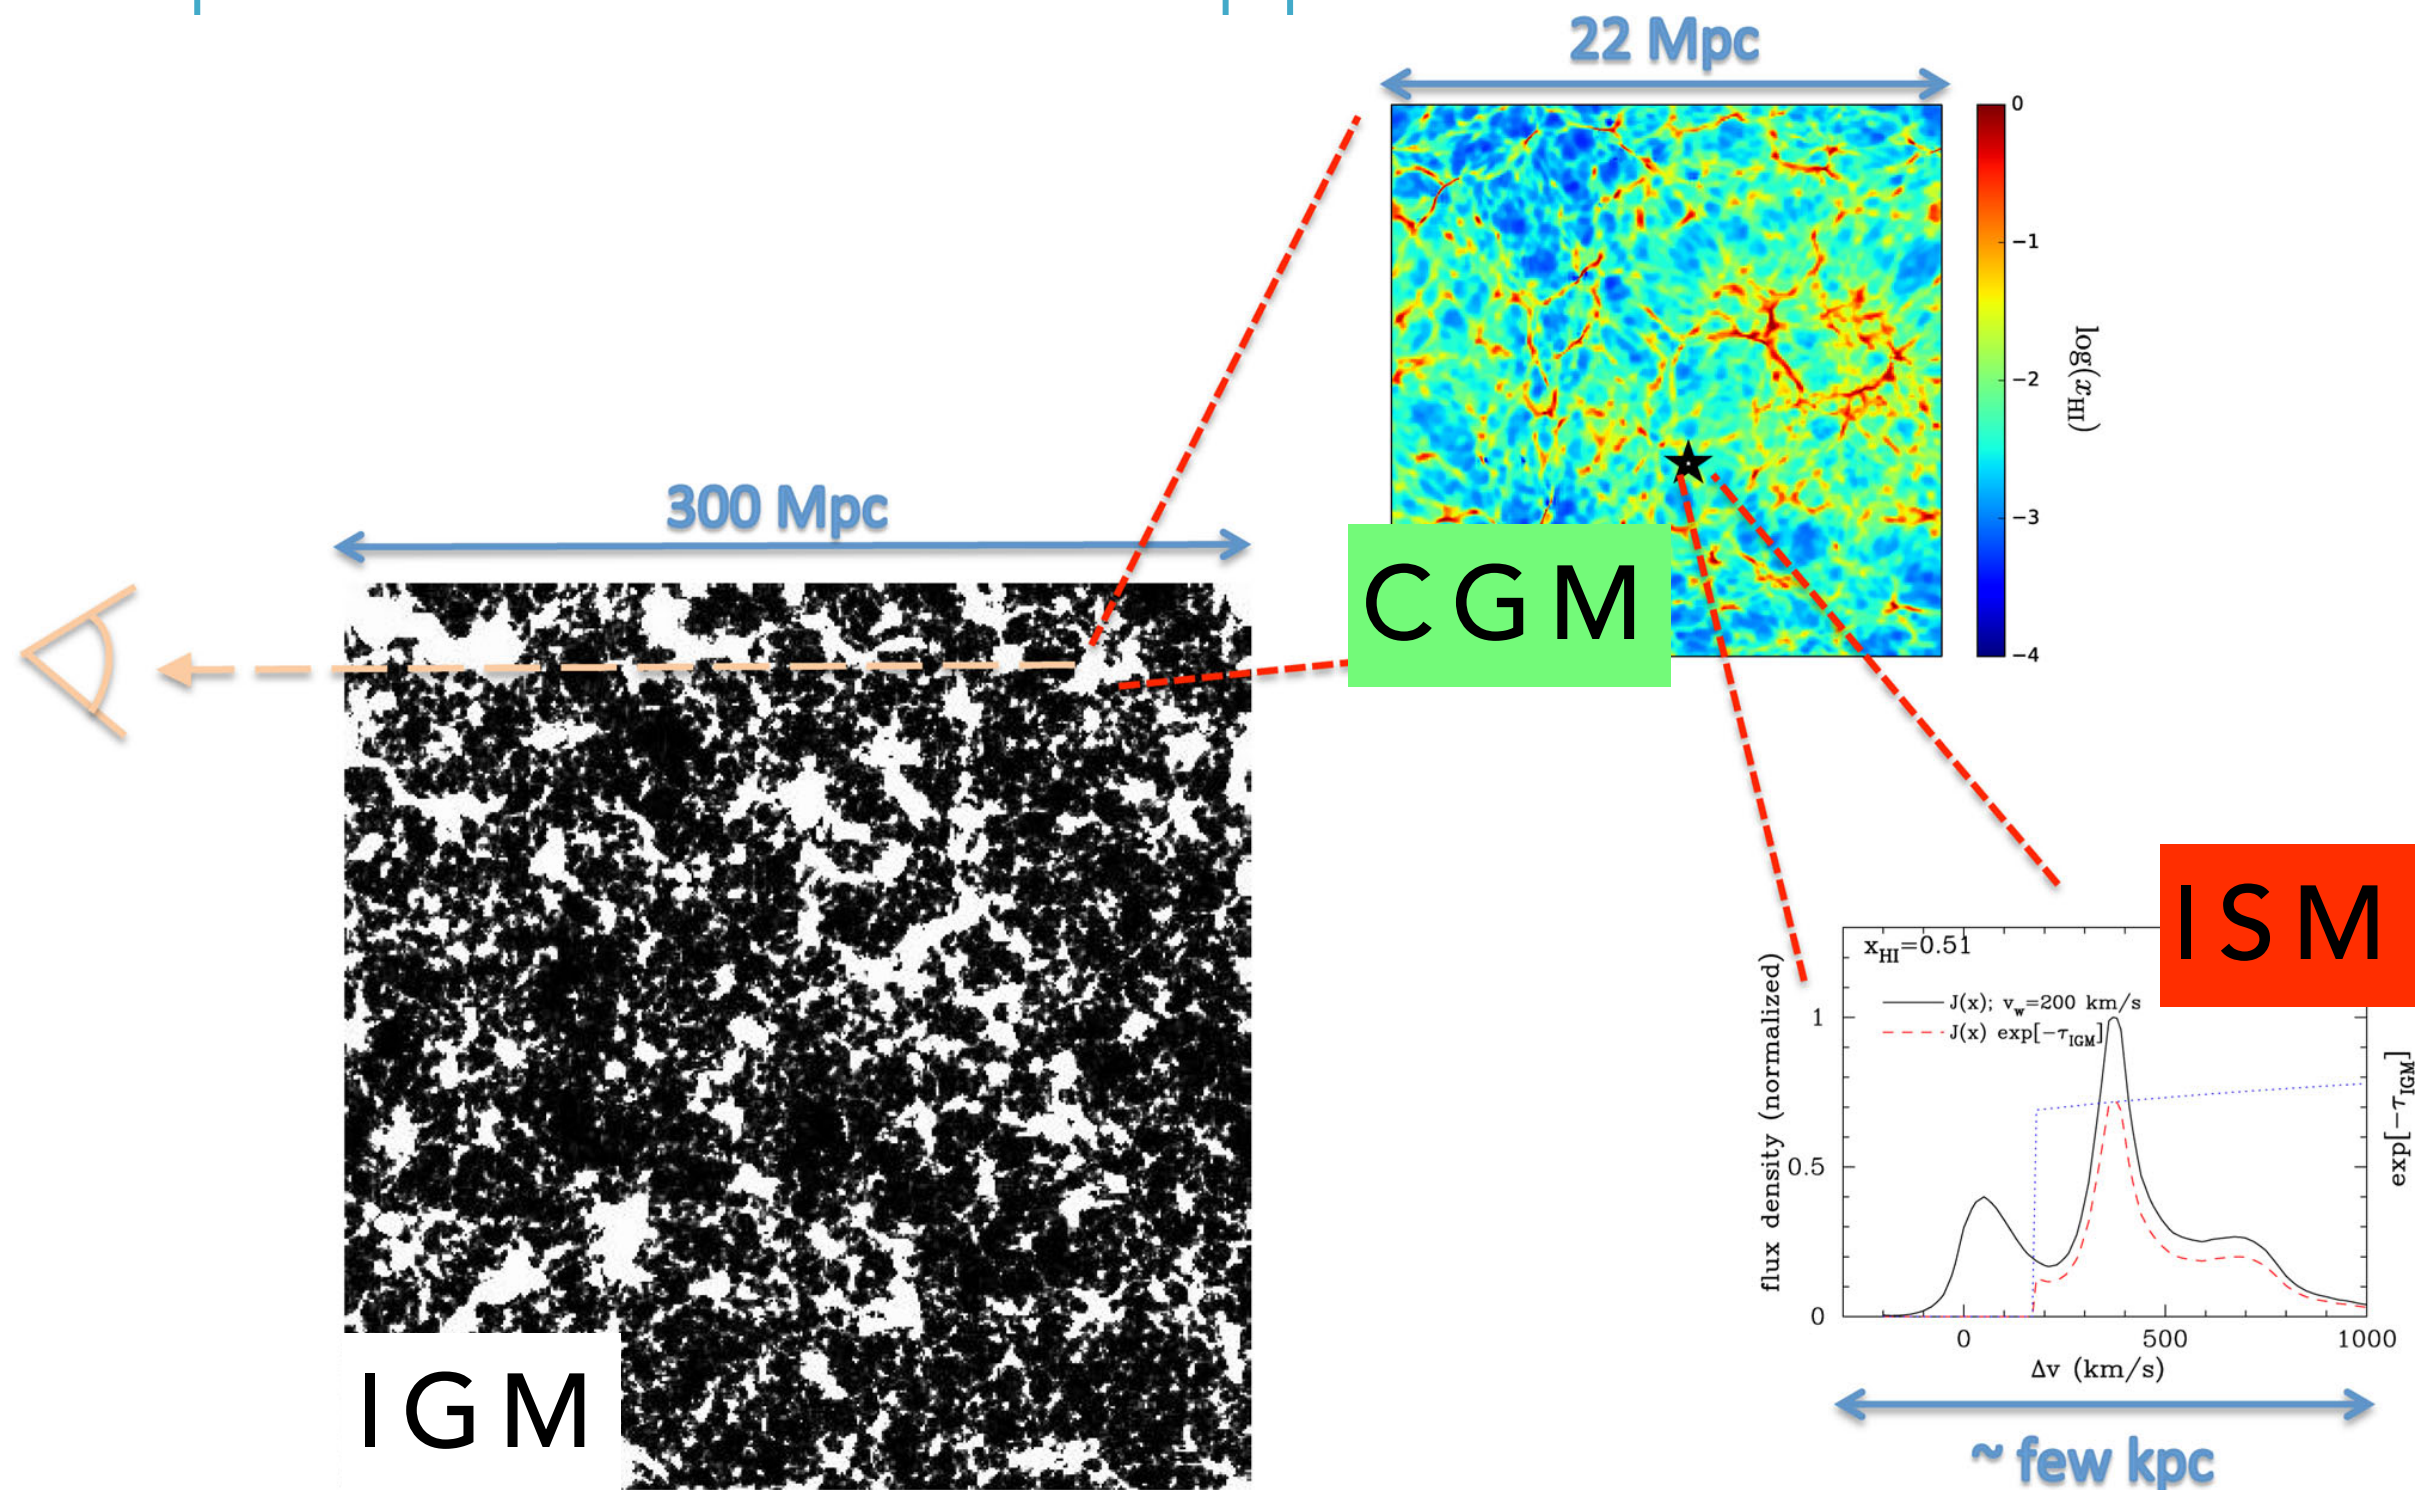 22 Mpc
0
−1
−2
−3
−4
log(x_HI)
300 Mpc
CGM
IGM
ISM
x_HI=0.51
J(x); v_w=200 km/s
J(x) exp[−τ_IGM]
1
0.5
0
flux density (normalized)
exp[−τ_IGM]
0 500 1000
Δv (km/s)
~ few kpc